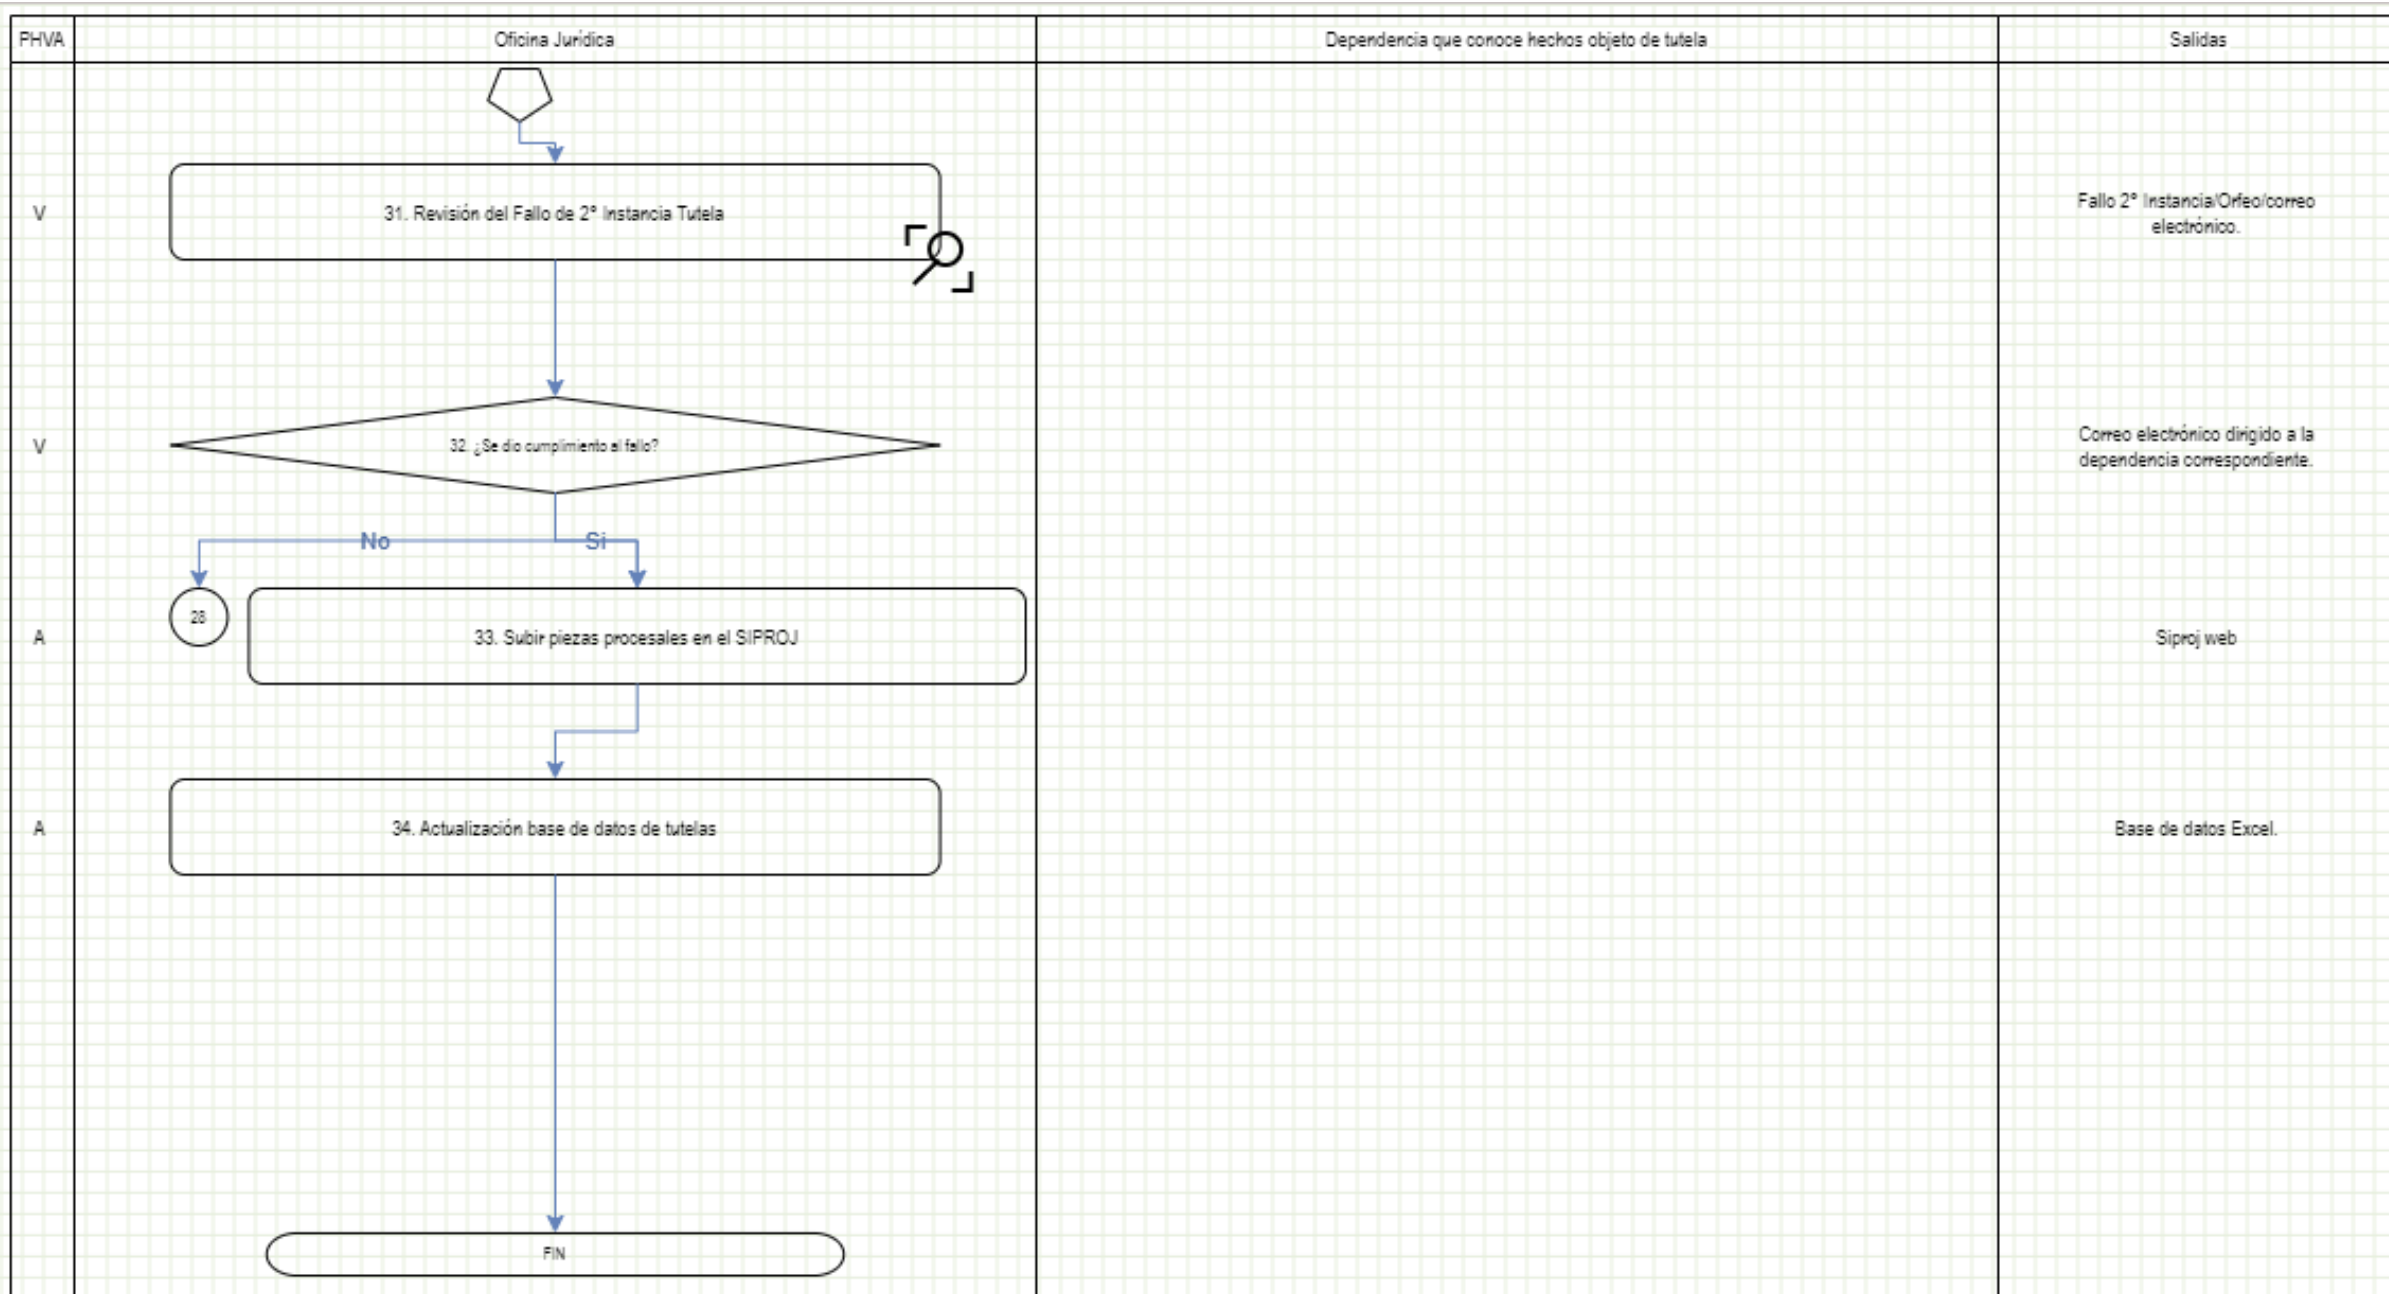 PHVA
Oficina Jurídica
Dependencia que conoce hechos objeto de tutela
Salidas
V
31. Revisión del Fallo de 2° Instancia Tutela
Fallo 2° Instancia/Orfeo/correo
electrónico.
V
32. ¿Se dio cumplimiento al fallo?
Correo electrónico dirigido a la
dependencia correspondiente.
No
Si
28
A
33. Subir piezas procesales en el SIPROJ
Siproj web
A
34. Actualización base de datos de tutelas
Base de datos Excel.
FIN